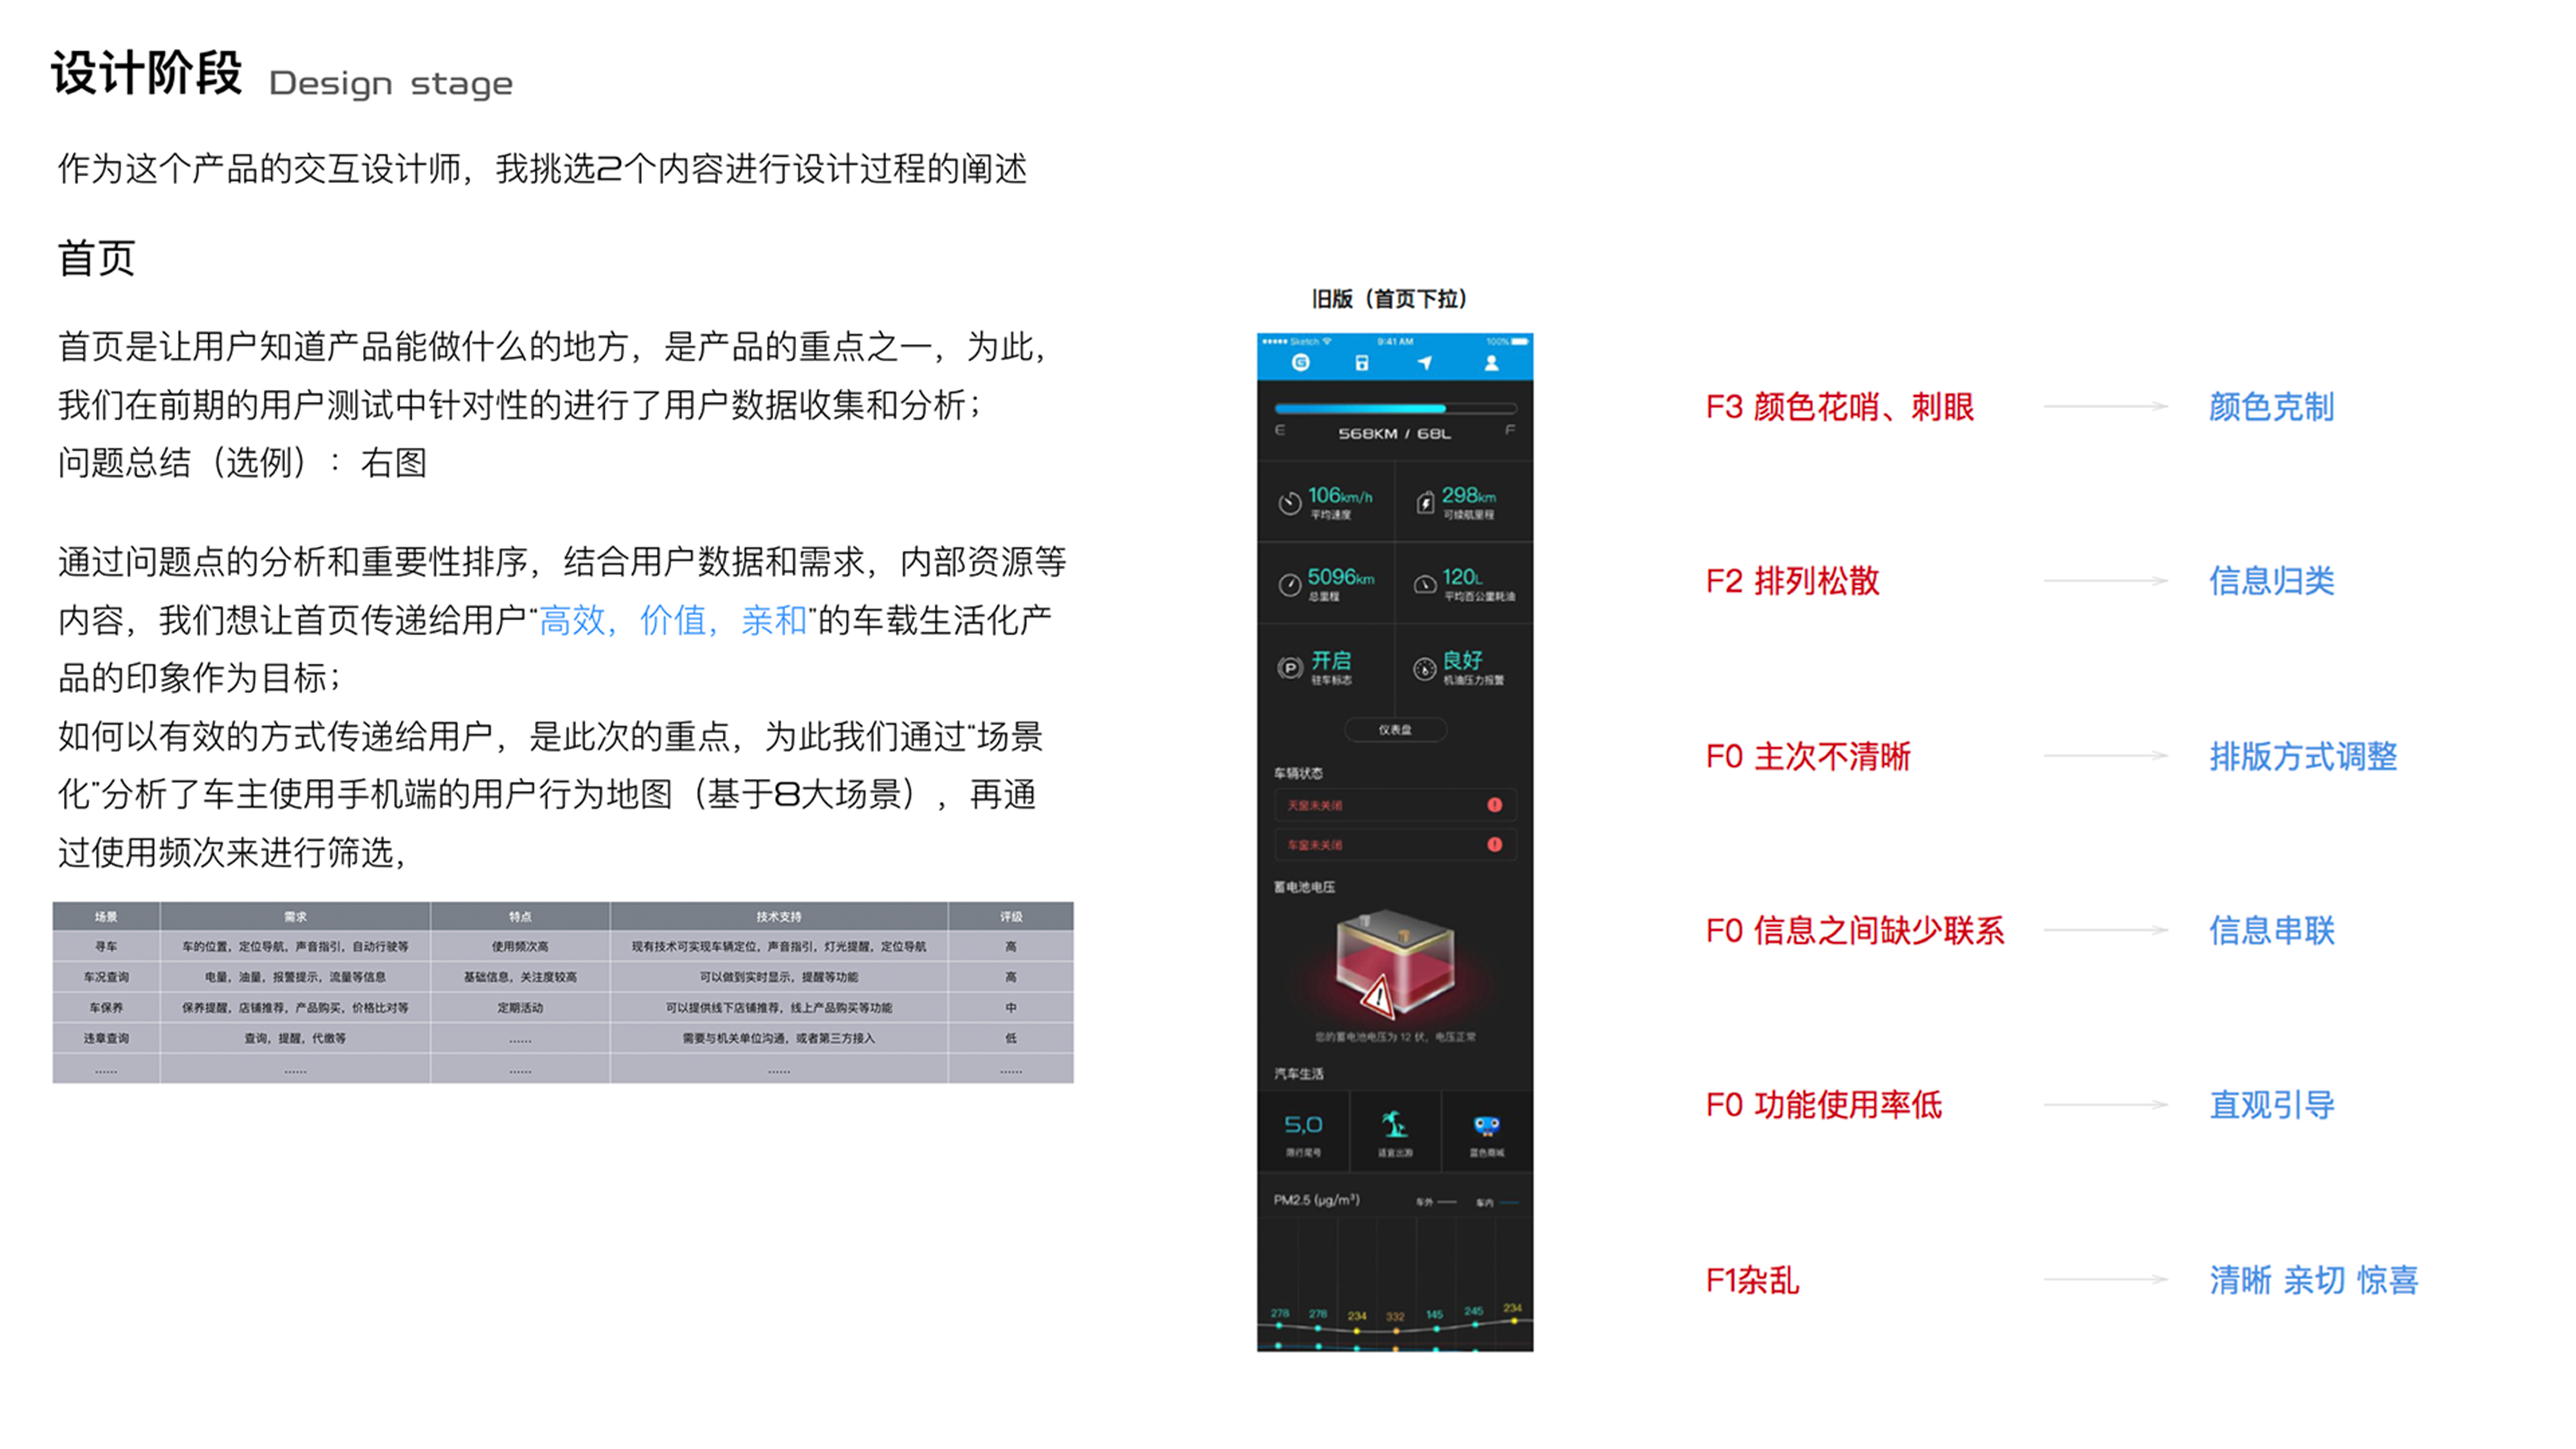 设计阶段 Design stage
作为这个产品的交互设计师，我挑选2个内容进行设计过程的阐述
首页
首页是让用户知道产品能做什么的地方，是产品的重点之一，为此，
我们在前期的用户测试中针对性的进行了用户数据收集和分析；
问题总结（选例）：右图
通过问题点的分析和重要性排序，结合用户数据和需求，内部资源等
内容，我们想让首页传递给用户“高效，价值，亲和”的车载生活化产
品的印象作为目标；
如何以有效的方式传递给用户，是此次的重点，为此我们通过“场景
化”分析了车主使用手机端的用户行为地图（基于8大场景），再通
过使用频次来进行筛选，
场景 需求 特点 技术支持 评级
寻车 车的位置，定位导航，声音指引，自动行驶等 使用频次高 现有技术可实现车辆定位，声音指引，灯光提醒，定位导航 高
车况查询 电量，油量，报警提示，流量等信息 基础信息，关注度较高 可以做到实时显示，提醒等功能 高
车保养 保养提醒，店铺推荐，产品购买，价格比对等 定期活动 可以提供线下店铺推荐，线上产品购买等功能 中
违章查询 查询，提醒，代缴等 ...... 需要与机关单位沟通，或者第三方接入 低
...... ...... ...... ...... ......
旧版（首页下拉）
Sketch 9:41 AM 100%
E 568KM / 68L F
106km/h 298km
平均速度 可续航里程
5096km 120L
总里程 平均百公里耗油
开启 良好
驻车标志 机油压力报警
仪表盘
车辆状态
天窗未关闭
车窗未关闭
蓄电池电压
您的蓄电池电压为 12 伏，电压正常
汽车生活
5,0
限行尾号 适宜出游 蓝色商城
PM2.5 (μg/m³) 车外 车内
278 278 234 332 145 245 234
F3 颜色花哨、刺眼 颜色克制
F2 排列松散 信息归类
F0 主次不清晰 排版方式调整
F0 信息之间缺少联系 信息串联
F0 功能使用率低 直观引导
F1杂乱 清晰 亲切 惊喜